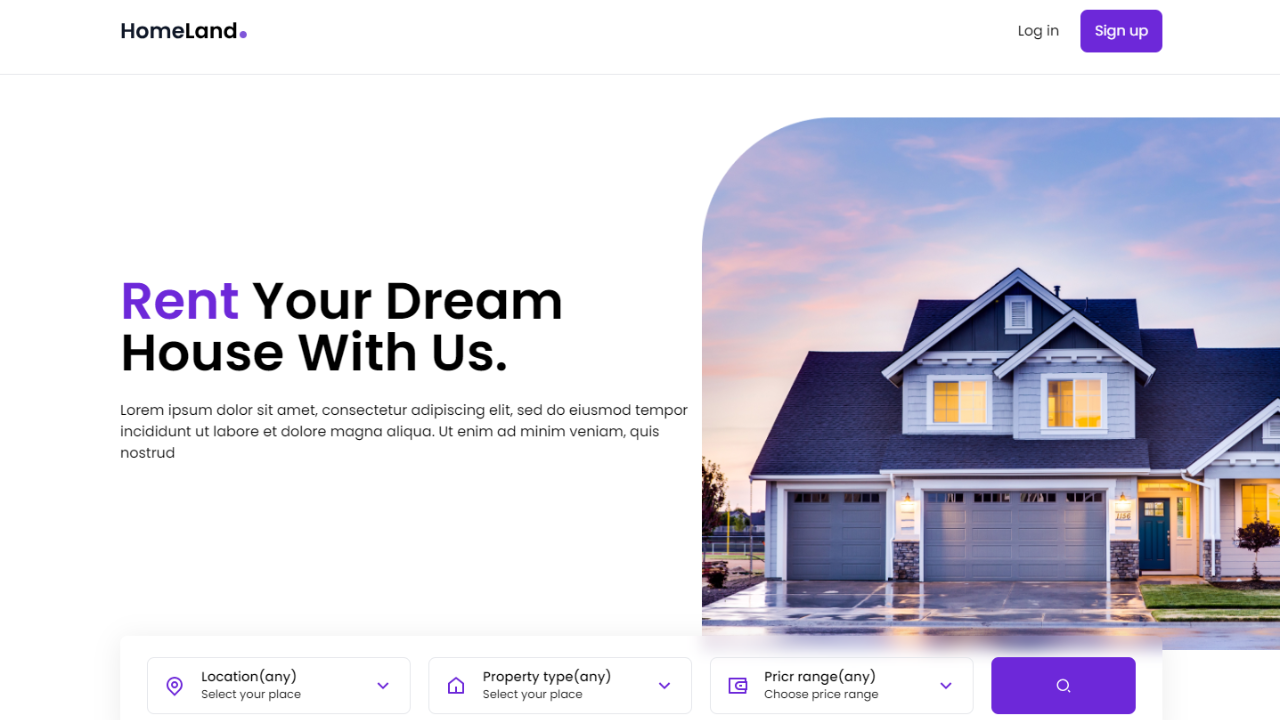 HomeLand.
Log in
Sign up
Rent Your Dream
House With Us.
Lorem ipsum dolor sit amet, consectetur adipiscing elit, sed do eiusmod tempor
incididunt ut labore et dolore magna aliqua. Ut enim ad minim veniam, quis
nostrud
Location(any)
Select your place
Property type(any)
Select your place
Pricr range(any)
Choose price range